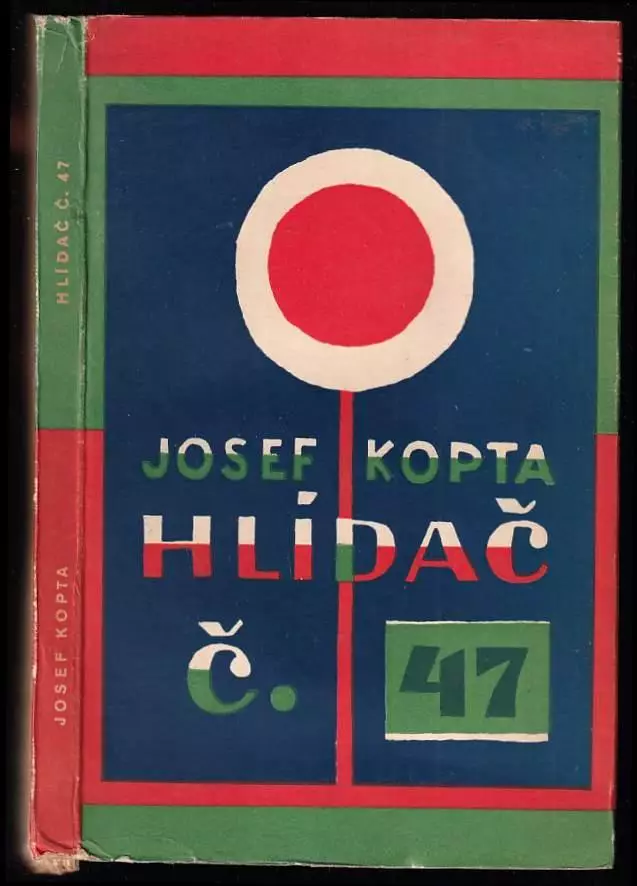 HLÍDAČ Č. 47
JOSEF KOPTA
JOSEF KOPTA
HLÍDAČ
č. 47